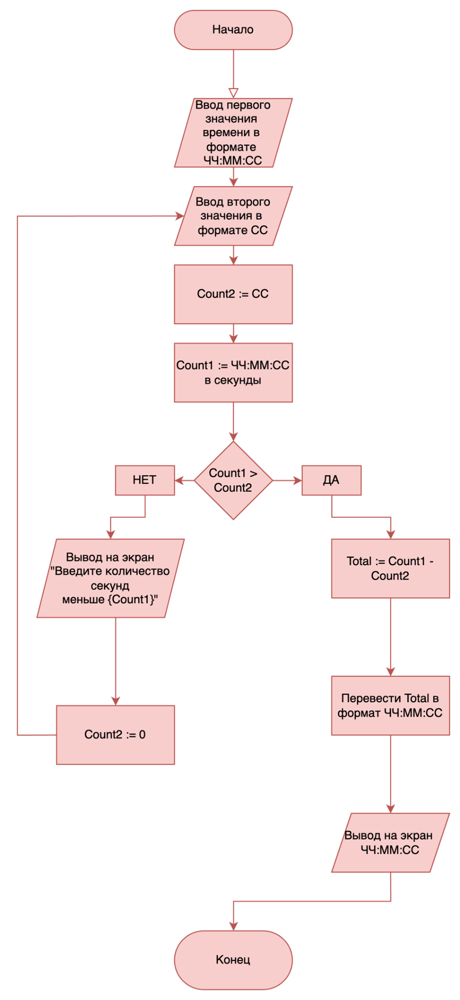 Начало
Ввод первого
значения
времени в
формате
ЧЧ:ММ:СС
Ввод второго
значения в
формате СС
Count2 := СС
Count1 := ЧЧ:ММ:СС
в секунды
Count1 >
Count2
НЕТ
ДА
Вывод на экран
"Введите количество
секунд
меньше {Count1}"
Total := Count1 -
Count2
Перевести Total в
формат ЧЧ:ММ:СС
Count2 := 0
Вывод на экран
ЧЧ:ММ:СС
Конец